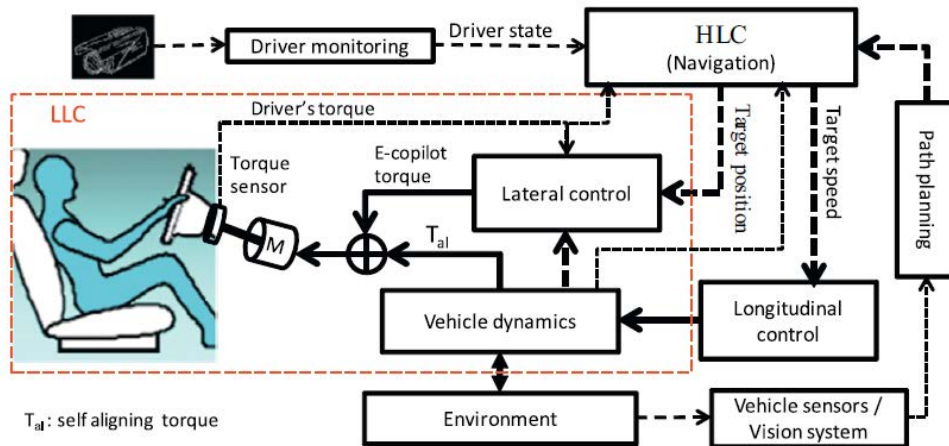 Driver monitoring
Driver state
HLC
(Navigation)
LLC
Driver's torque
Torque
sensor
E-copilot
torque
Lateral control
Target position
Target speed
Path planning
M
Tal
Vehicle dynamics
Longitudinal
control
Environment
Vehicle sensors /
Vision system
Tal : self aligning torque